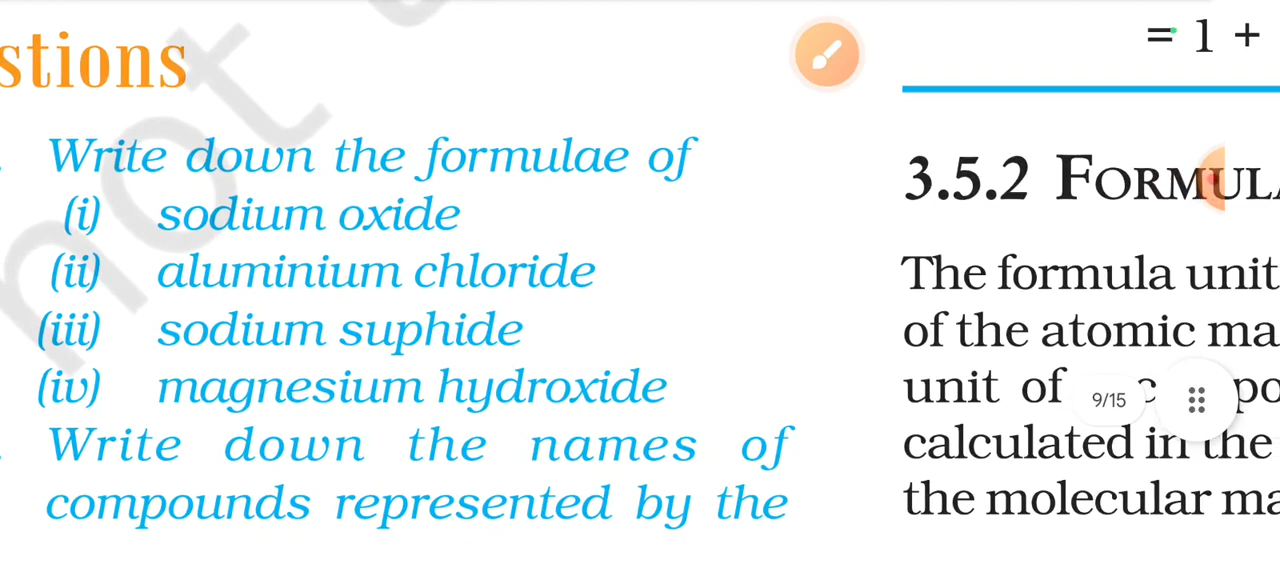 stions
Write down the formulae of
(i) sodium oxide
(ii) aluminium chloride
(iii) sodium suphide
(iv) magnesium hydroxide
Write down the names of
compounds represented by the
= 1 +
3.5.2 FORMULA
The formula unit
of the atomic ma
unit of
calculated in the
the molecular ma
9/15
not